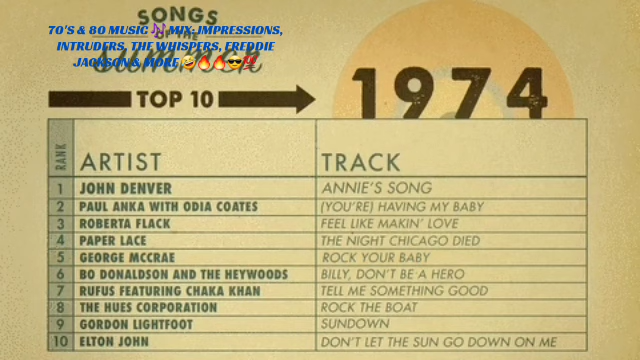 SONGS
OF THE
Summer
70'S & 80 MUSIC 🎶 MIX: IMPRESSIONS,
INTRUDERS, THE WHISPERS, FREDDIE
JACKSON & MORE 🤣🔥🔥😎‼️
TOP 10
1974
RANK ARTIST TRACK
1 JOHN DENVER ANNIE'S SONG
2 PAUL ANKA WITH ODIA COATES (YOU'RE) HAVING MY BABY
3 ROBERTA FLACK FEEL LIKE MAKIN' LOVE
4 PAPER LACE THE NIGHT CHICAGO DIED
5 GEORGE MCCRAE ROCK YOUR BABY
6 BO DONALDSON AND THE HEYWOODS BILLY, DON'T BE A HERO
7 RUFUS FEATURING CHAKA KHAN TELL ME SOMETHING GOOD
8 THE HUES CORPORATION ROCK THE BOAT
9 GORDON LIGHTFOOT SUNDOWN
10 ELTON JOHN DON'T LET THE SUN GO DOWN ON ME